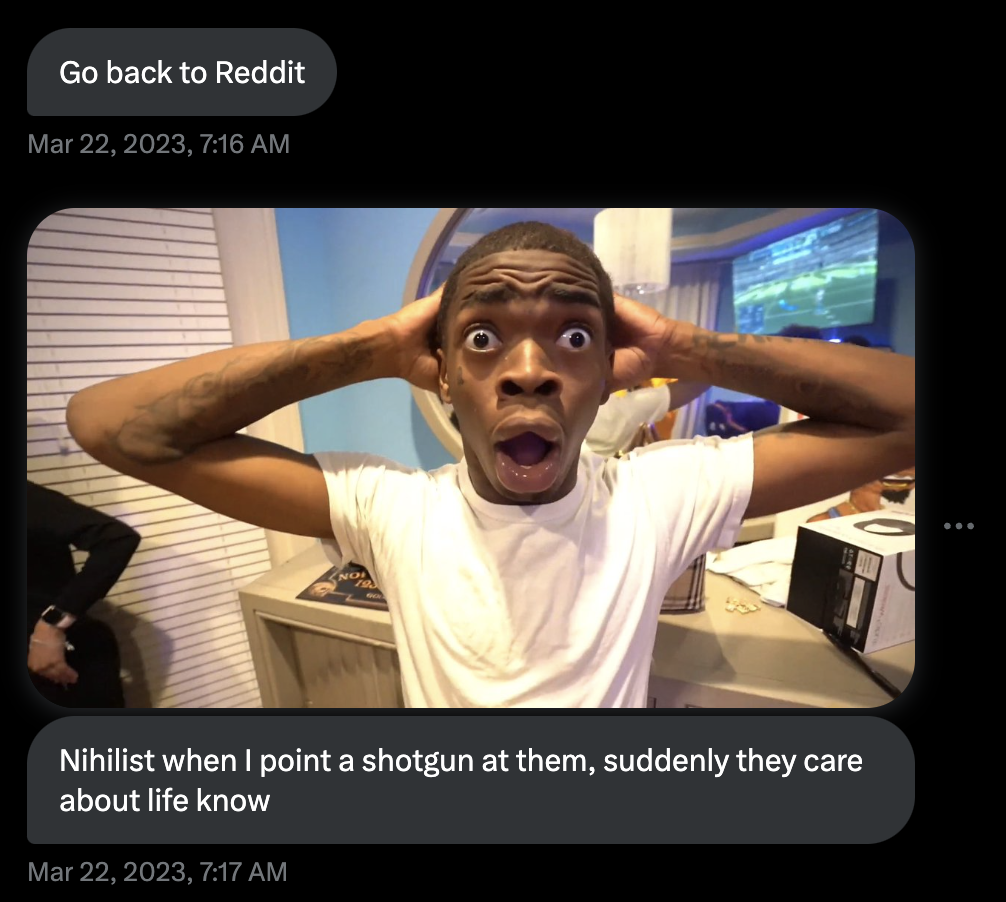 Go back to Reddit
Mar 22, 2023, 7:16 AM
Nihilist when I point a shotgun at them, suddenly they care
about life know
Mar 22, 2023, 7:17 AM